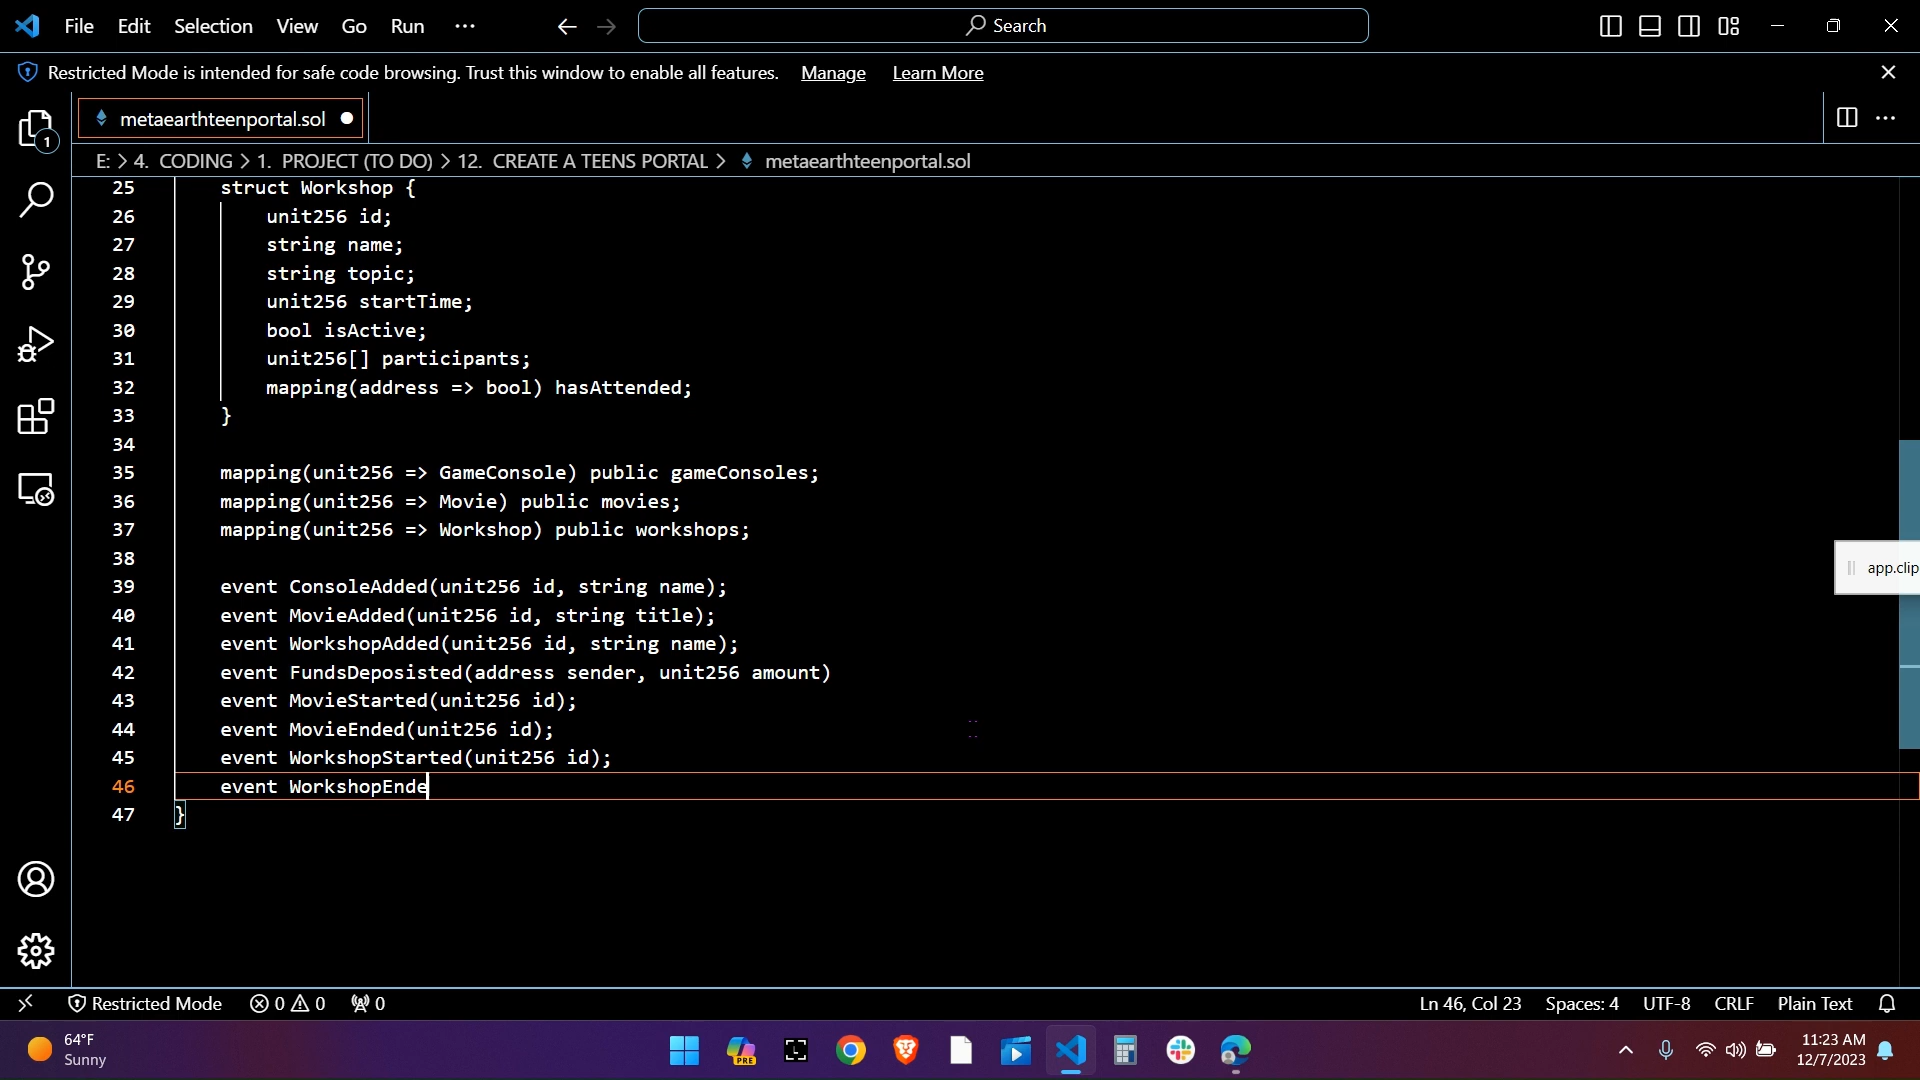 File Edit Selection View Go Run ··· Search
Restricted Mode is intended for safe code browsing. Trust this window to enable all features. Manage Learn More
metaearthteenportal.sol
E: > 4. CODING > 1. PROJECT (TO DO) > 12. CREATE A TEENS PORTAL > metaearthteenportal.sol
1
25 struct Workshop {
26 unit256 id;
27 string name;
28 string topic;
29 unit256 startTime;
30 bool isActive;
31 unit256[] participants;
32 mapping(address => bool) hasAttended;
33 }
34
35 mapping(unit256 => GameConsole) public gameConsoles;
36 mapping(unit256 => Movie) public movies;
37 mapping(unit256 => Workshop) public workshops;
38
39 event ConsoleAdded(unit256 id, string name);
40 event MovieAdded(unit256 id, string title);
41 event WorkshopAdded(unit256 id, string name);
42 event FundsDeposisted(address sender, unit256 amount)
43 event MovieStarted(unit256 id);
44 event MovieEnded(unit256 id);
45 event WorkshopStarted(unit256 id);
46 event WorkshopEnde
47 }
app.clip
Restricted Mode 0 0 0 Ln 46, Col 23 Spaces: 4 UTF-8 CRLF Plain Text
64°F
Sunny
PRE
11:23 AM
12/7/2023